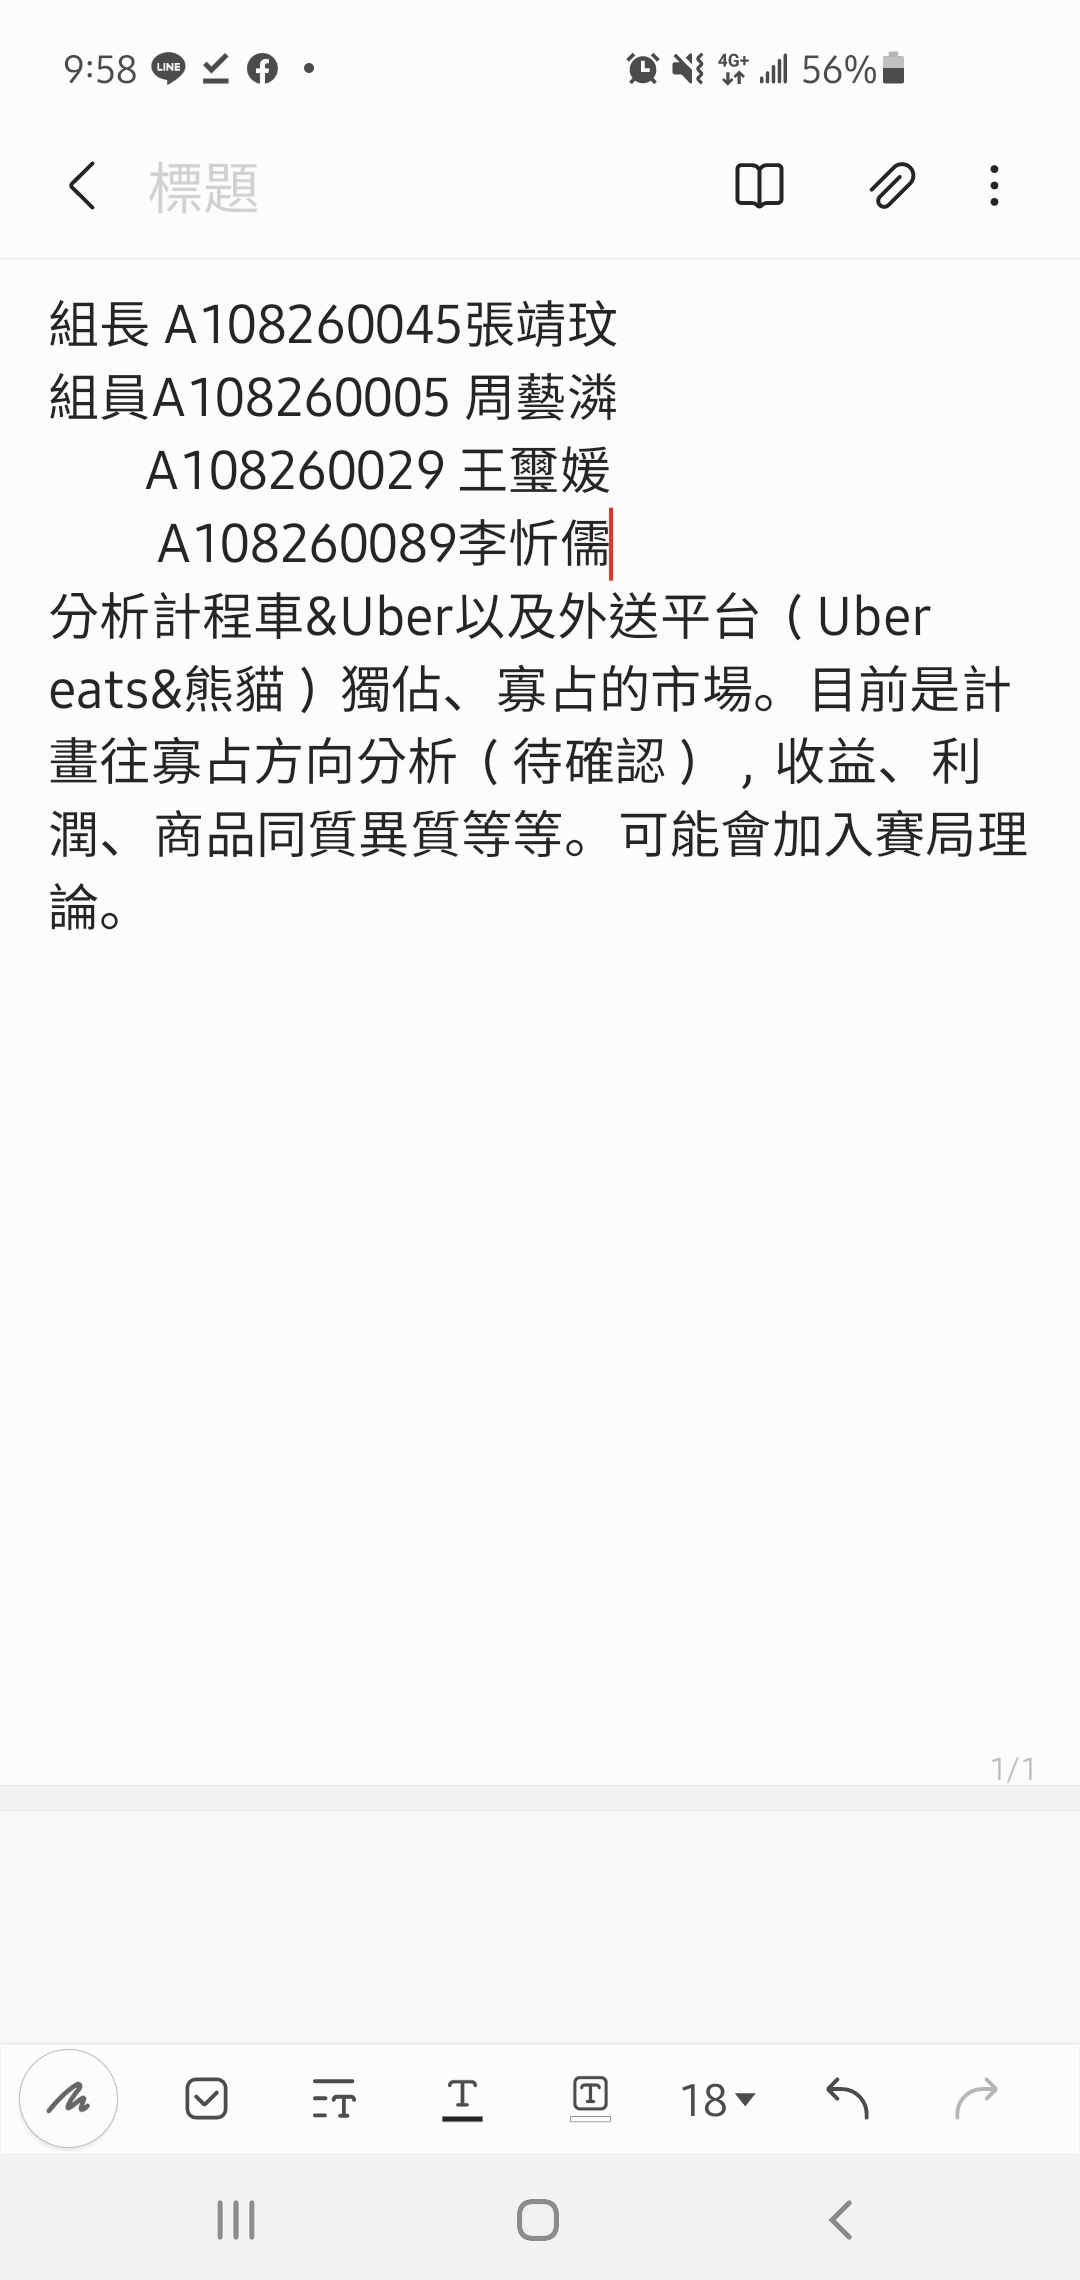 9:58 LINE 4G+ 56%
標題
組長 A108260045張靖玟
組員A108260005 周藝潾
A108260029 王璽媛
A108260089李忻儒
分析計程車&Uber以及外送平台（Uber
eats&熊貓）獨佔、寡占的市場。目前是計
畫往寡占方向分析（待確認），收益、利
潤、商品同質異質等等。可能會加入賽局理
論。
1/1
18